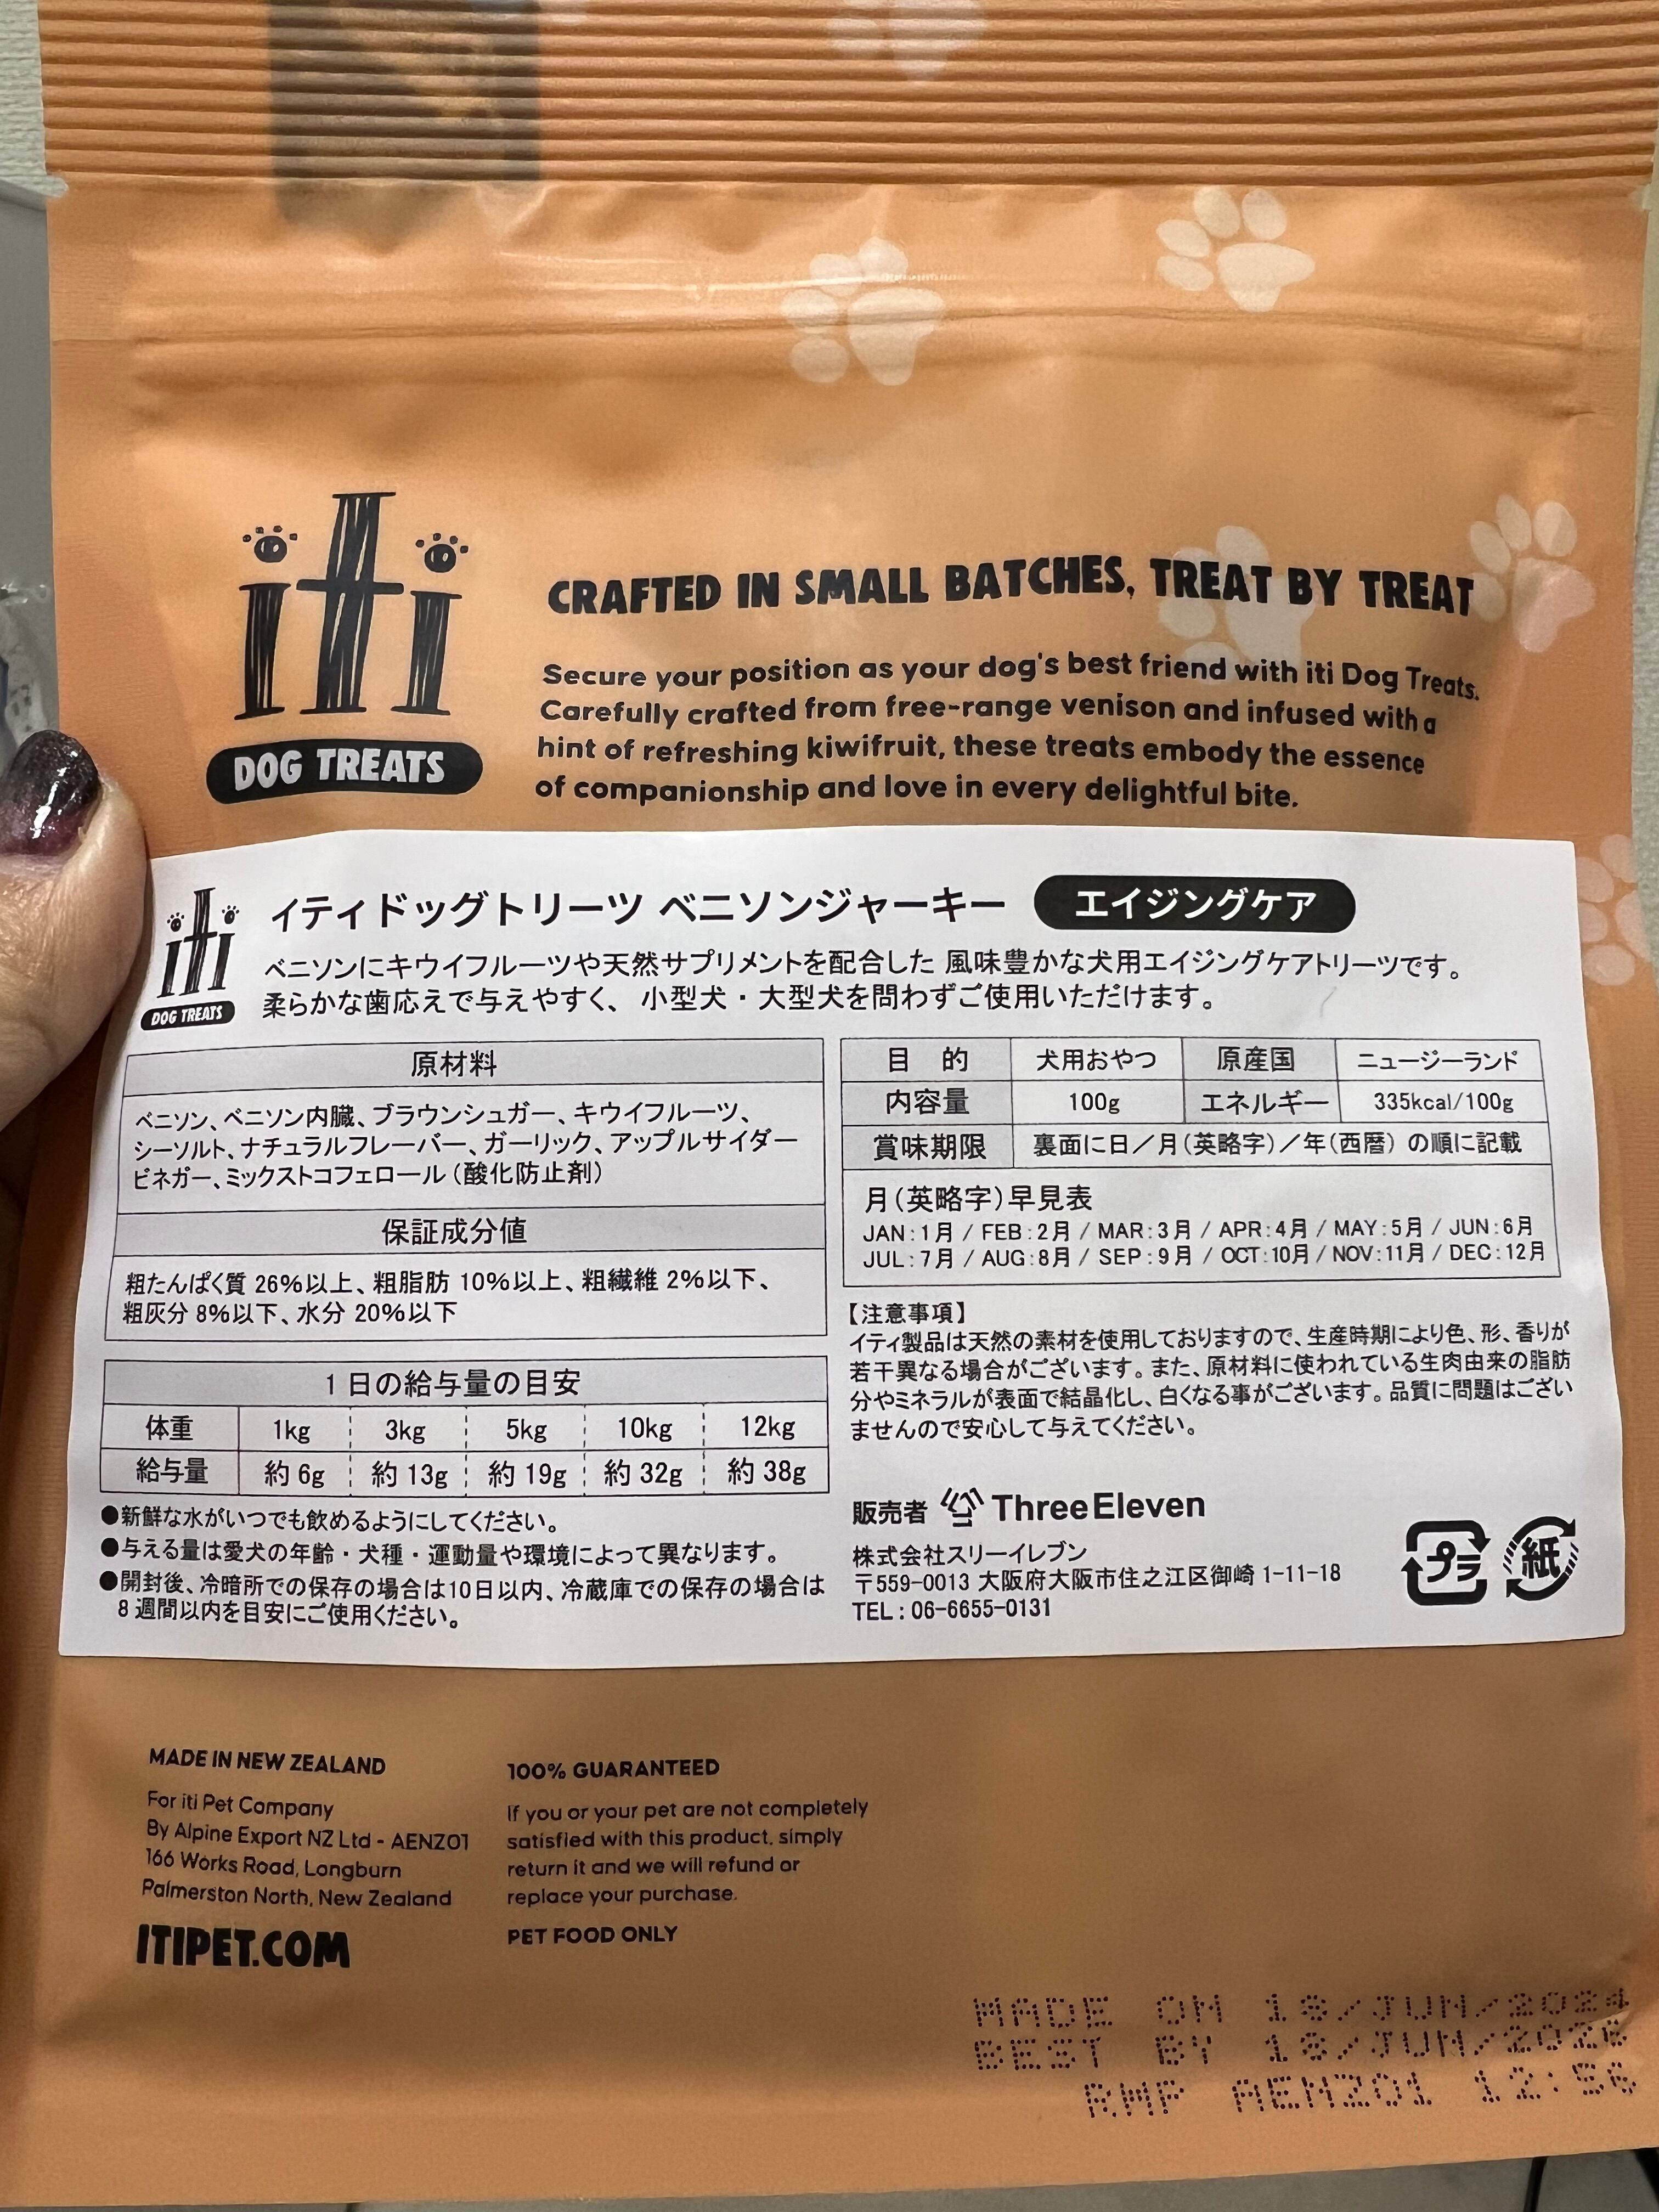 iti
DOG TREATS
CRAFTED IN SMALL BATCHES, TREAT BY TREAT
Secure your position as your dog's best friend with iti Dog Treats.
Carefully crafted from free-range venison and infused with a
hint of refreshing kiwifruit, these treats embody the essence
of companionship and love in every delightful bite.
iti
DOG TREATS
イティドッグトリーツ ベニソンジャーキー エイジングケア
ベニソンにキウイフルーツや天然サプリメントを配合した 風味豊かな犬用エイジングケアトリーツです。
柔らかな歯応えで与えやすく、小型犬・大型犬を問わずご使用いただけます。
原材料
ベニソン、ベニソン内臓、ブラウンシュガー、キウイフルーツ、
シーソルト、ナチュラルフレーバー、ガーリック、アップルサイダー
ビネガー、ミックストコフェロール（酸化防止剤）
保証成分値
粗たんぱく質 26%以上、粗脂肪 10%以上、粗繊維 2%以下、
粗灰分 8%以下、水分 20%以下
1日の給与量の目安
体重 1kg 3kg 5kg 10kg 12kg
給与量 約6g 約13g 約19g 約32g 約38g
●新鮮な水がいつでも飲めるようにしてください。
●与える量は愛犬の年齢・犬種・運動量や環境によって異なります。
●開封後、冷暗所での保存の場合は10日以内、冷蔵庫での保存の場合は
8週間以内を目安にご使用ください。
目 的 犬用おやつ 原産国 ニュージーランド
内容量 100g エネルギー 335kcal/100g
賞味期限 裏面に日／月（英略字）／年（西暦）の順に記載
月（英略字）早見表
JAN：1月 / FEB：2月 / MAR：3月 / APR：4月 / MAY：5月 / JUN：6月
JUL：7月 / AUG：8月 / SEP：9月 / OCT：10月 / NOV：11月 / DEC：12月
【注意事項】
イティ製品は天然の素材を使用しておりますので、生産時期により色、形、香りが
若干異なる場合がございます。また、原材料に使われている生肉由来の脂肪
分やミネラルが表面で結晶化し、白くなる事がございます。品質に問題はござい
ませんので安心して与えてください。
販売者 ThreeEleven
株式会社スリーイレブン
〒559-0013 大阪府大阪市住之江区御崎 1-11-18
TEL：06-6655-0131
プラ 紙
MADE IN NEW ZEALAND
For iti Pet Company
By Alpine Export NZ Ltd - AENZ01
166 Works Road, Longburn
Palmerston North, New Zealand
ITIPET.COM
100% GUARANTEED
If you or your pet are not completely
satisfied with this product, simply
return it and we will refund or
replace your purchase.
PET FOOD ONLY
MADE ON 18/JUN/2024
BEST BY 18/JUN/2026
RMP AENZ01 12:56